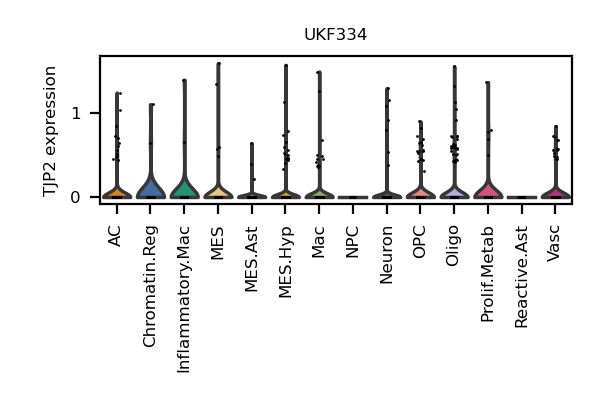 UKF334
TJP2 expression
1
0
AC
Chromatin.Reg
Inflammatory.Mac
MES
MES.Ast
MES.Hyp
Mac
NPC
Neuron
OPC
Oligo
Prolif.Metab
Reactive.Ast
Vasc